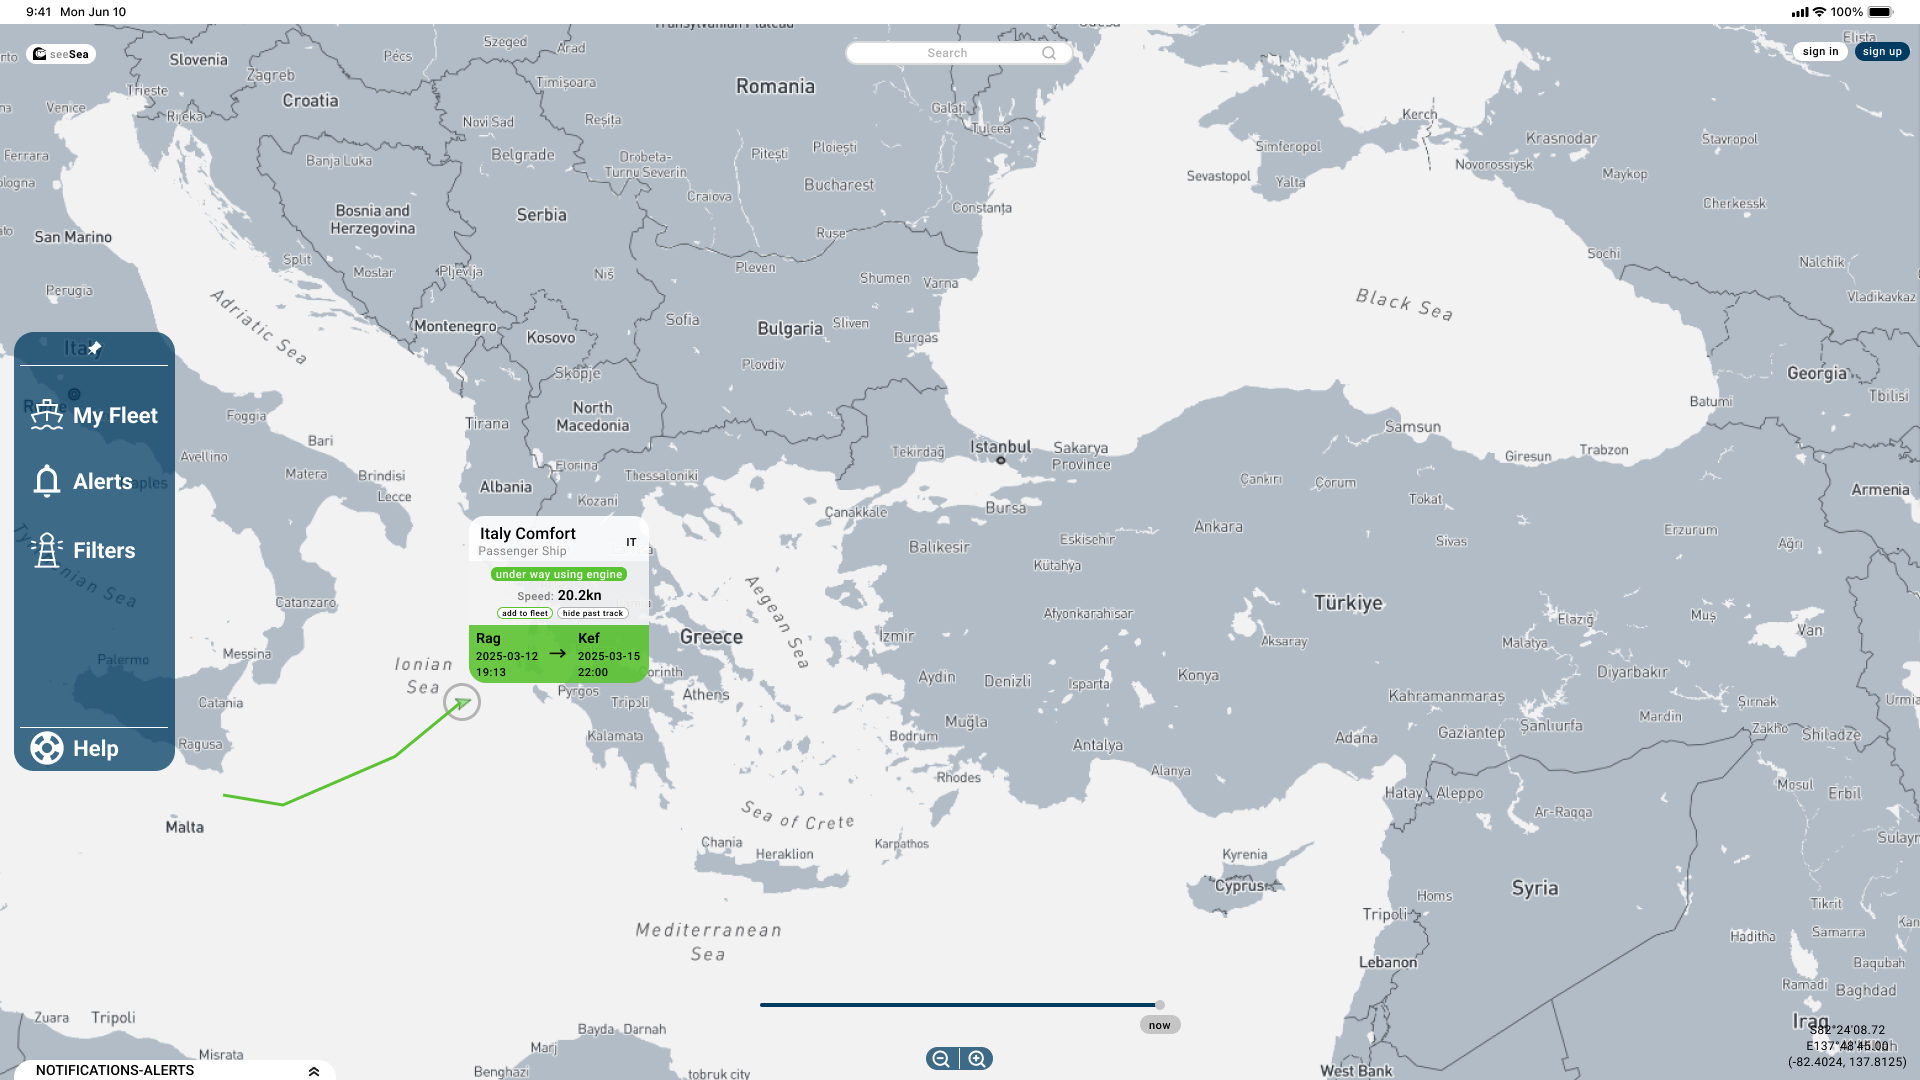 9:41 Mon Jun 10
100%
seeSea
Search
sign in
sign up
My Fleet
Alerts
Filters
Help
Italy Comfort
Passenger Ship
IT
under way using engine
Speed: 20.2kn
add to fleet
hide past track
Rag
2025-03-12
19:13
Kef
2025-03-15
22:00
now
NOTIFICATIONS-ALERTS
S82°24'08.72
E137°48'45.00
(-82.4024, 137.8125)
Transylvanian Plateau
Elista
Szeged
Arad
Pécs
Slovenia
Zagreb
Romania
Timișoara
Trieste
Croatia
Venice
Rijeka
Galați
Kerch
Novi Sad
Reșița
Tulcea
Krasnodar
Stavropol
Ferrara
Banja Luka
Belgrade
Drobeta-
Turnu Severin
Pitești
Ploiești
Simferopol
Novorossiysk
Maykop
Sevastopol
Yalta
Bucharest
Craiova
Constanța
Cherkessk
Bosnia and
Herzegovina
Serbia
San Marino
Ruse
Split
Mostar
Pljevlja
Niš
Pleven
Shumen
Varna
Sochi
Nalchik
Perugia
Vladikavkaz
Adriatic Sea
Black Sea
Montenegro
Kosovo
Sofia
Bulgaria
Sliven
Burgas
Italy
Skopje
Plovdiv
Georgia
Tbilisi
Batumi
North
Macedonia
Foggia
Tirana
Bari
Samsun
Istanbul
Sakarya
Province
Tekirdağ
Trabzon
Giresun
Avellino
Matera
Brindisi
Lecce
Florina
Thessaloniki
Albania
Kozani
Çankırı
Çorum
Tokat
Armenia
Çanakkale
Bursa
Ankara
Eskişehir
Erzurum
Sivas
Ağrı
Balıkesir
Kütahya
Türkiye
Catanzaro
Aegean Sea
Afyonkarahisar
Elazığ
Muş
Van
Greece
İzmir
Aksaray
Malatya
Messina
Palermo
Ionian
Sea
Corinth
Diyarbakır
Aydın
Denizli
Isparta
Konya
Pyrgos
Athens
Tripoli
Kahramanmaraş
Şırnak
Catania
Muğla
Şanlıurfa
Mardin
Zakho
Shiladze
Gaziantep
Ragusa
Kalamata
Bodrum
Antalya
Adana
Rhodes
Alanya
Mosul
Erbil
Hatay
Aleppo
Ar-Raqqa
Malta
Sea of Crete
Chania
Heraklion
Karpathos
Kyrenia
Cyprus
Syria
Homs
Tripoli
Tikrit
Samarra
Haditha
Mediterranean
Sea
Lebanon
Baqubah
Ramadi
Baghdad
Iraq
Zuara
Tripoli
Bayda
Darnah
Misrata
Marj
Benghazi
tobruk city
West Bank